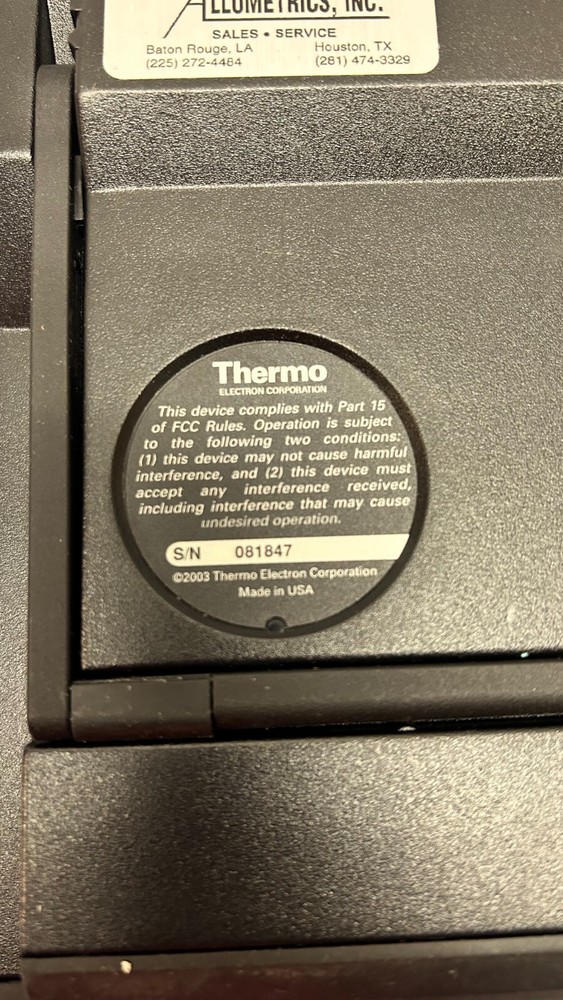 ALLUMETRICS, INC.
SALES • SERVICE
Baton Rouge, LA Houston, TX
(225) 272-4484 (281) 474-3329
Thermo
ELECTRON CORPORATION
This device complies with Part 15
of FCC Rules. Operation is subject
to the following two conditions:
(1) this device may not cause harmful
interference, and (2) this device must
accept any interference received,
including interference that may cause
undesired operation.
S/N 081847
©2003 Thermo Electron Corporation
Made in USA